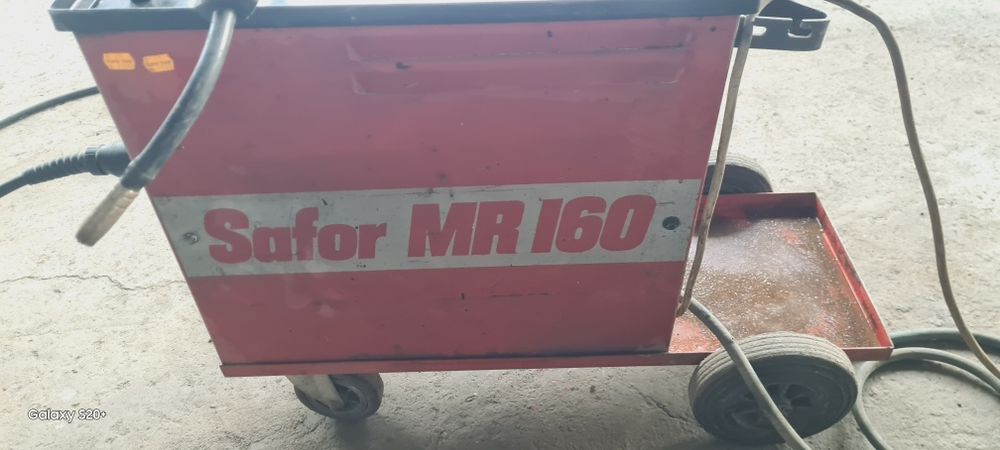 Safor MR 160
Galaxy S20+